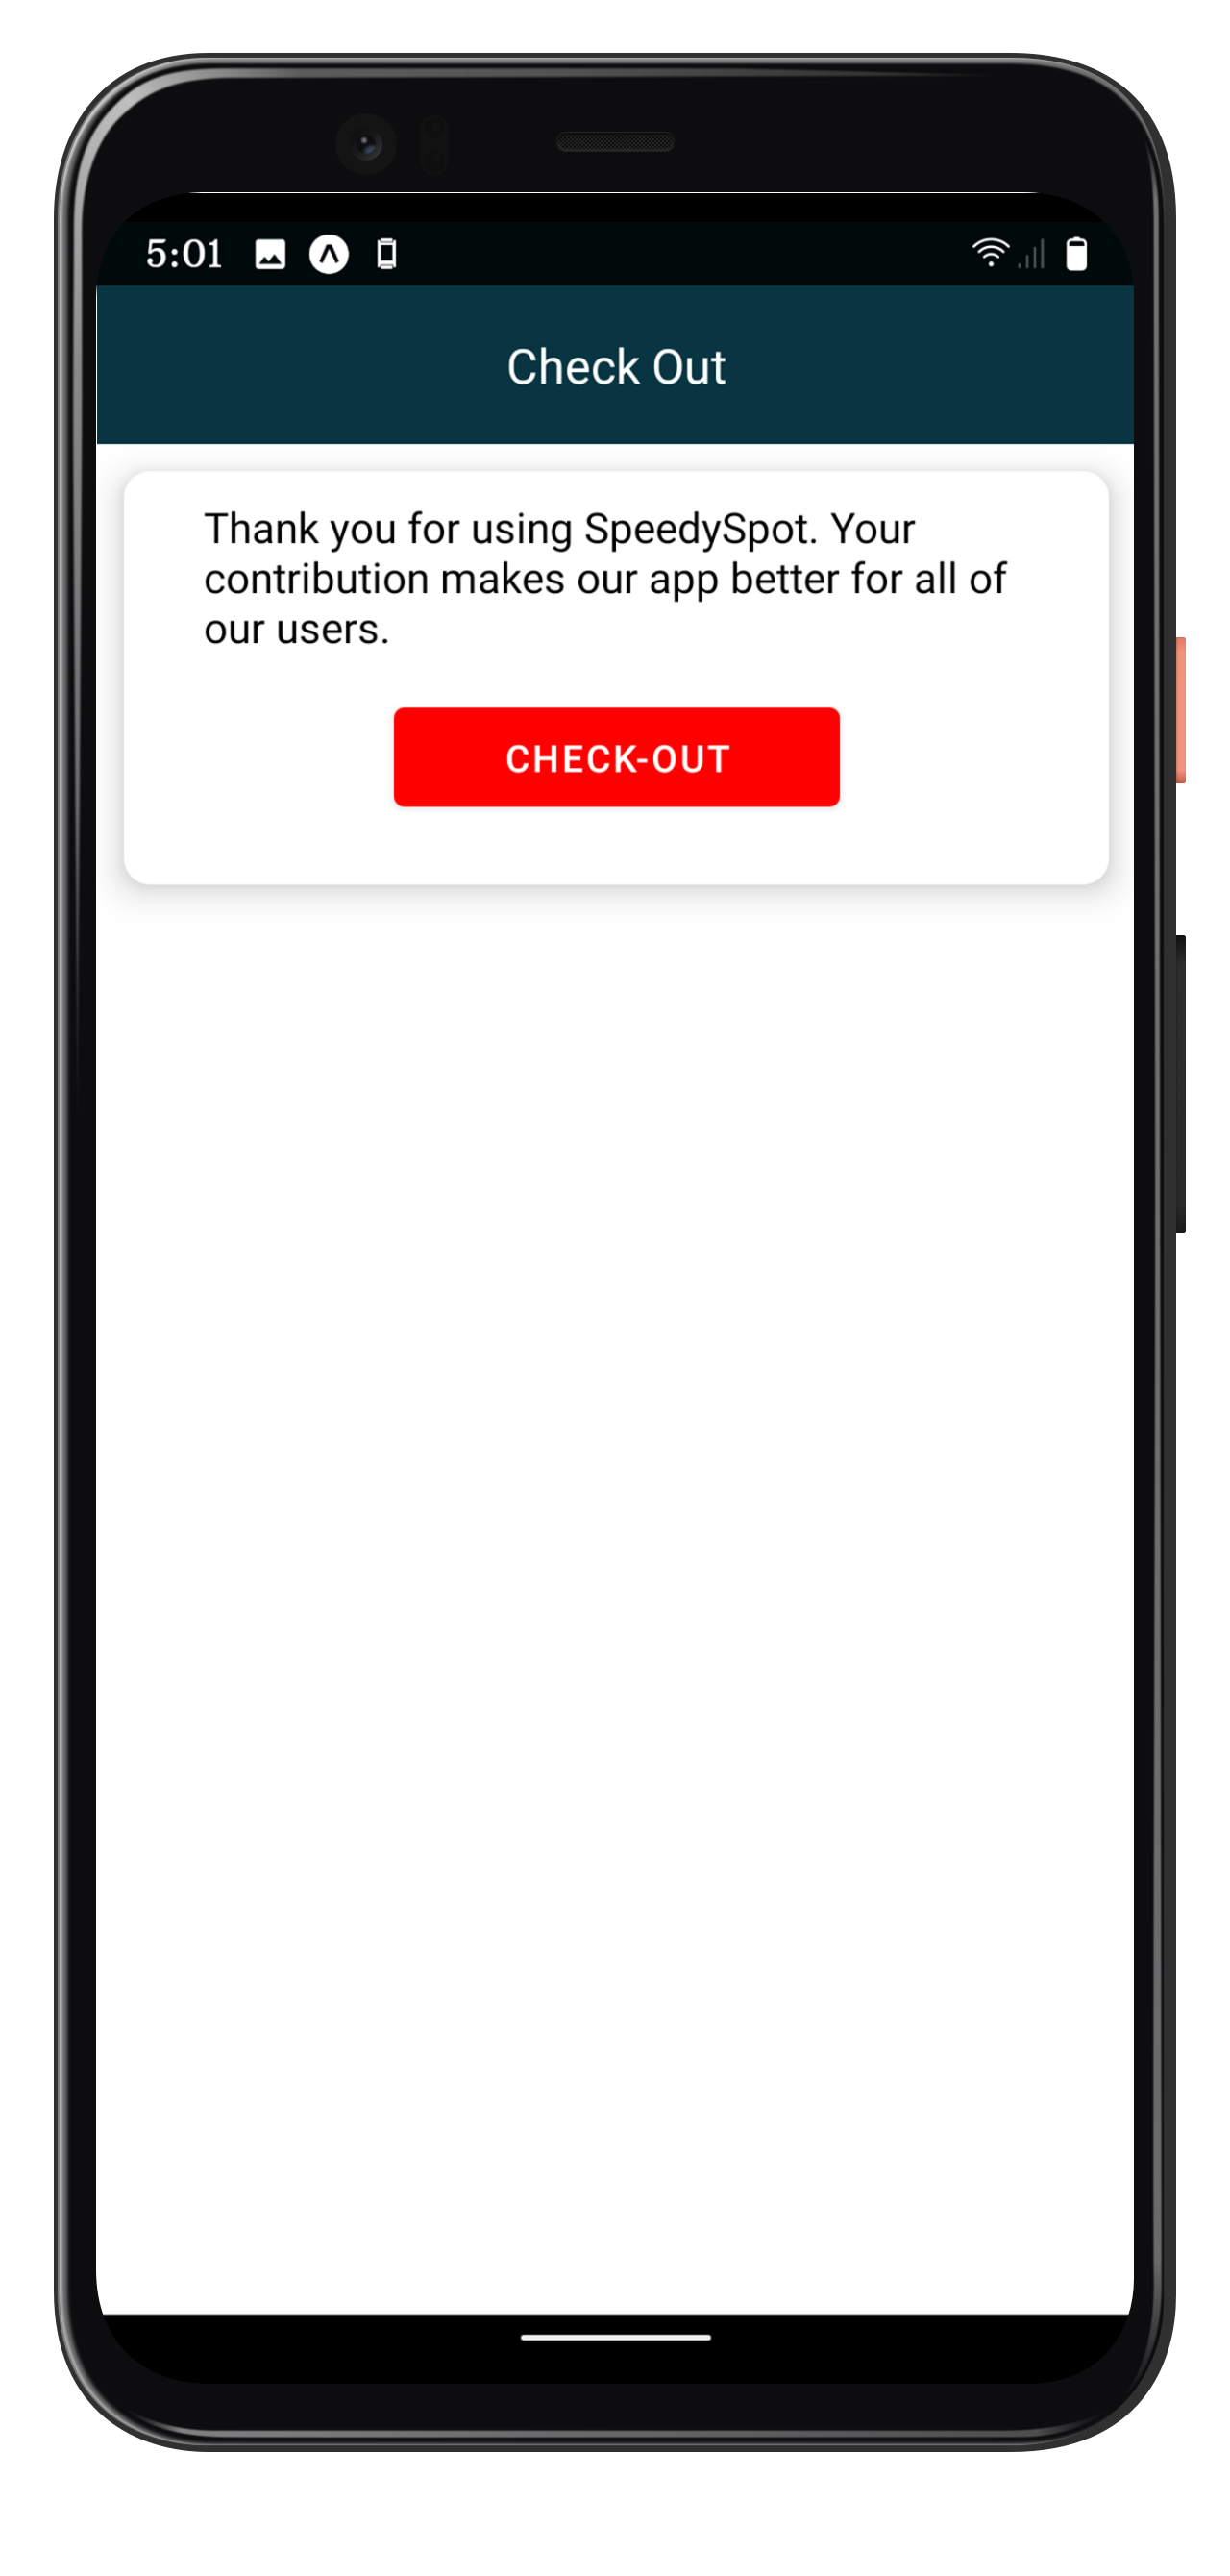 5:01
Check Out
Thank you for using SpeedySpot. Your
contribution makes our app better for all of
our users.
CHECK-OUT